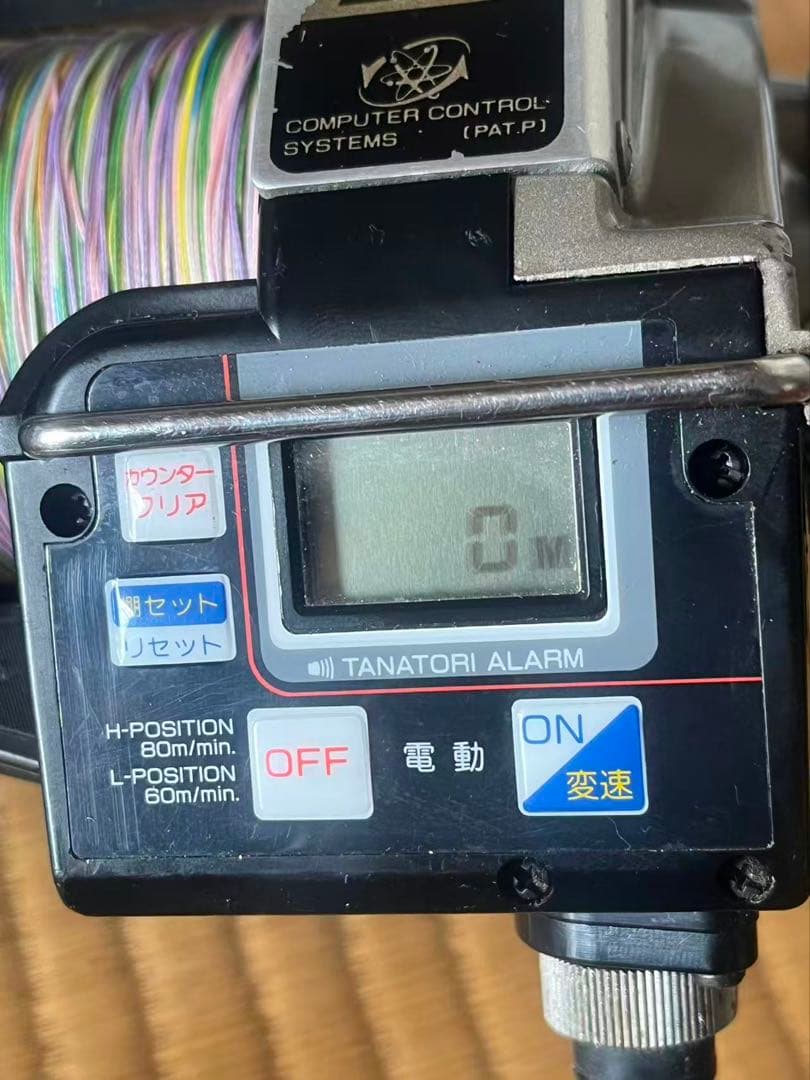 COMPUTER CONTROL
SYSTEMS (PAT.P)
カウンター
クリア
0 M
棚セット
リセット
TANATORI ALARM
H-POSITION
80m/min.
L-POSITION
60m/min.
OFF
電動
ON
変速